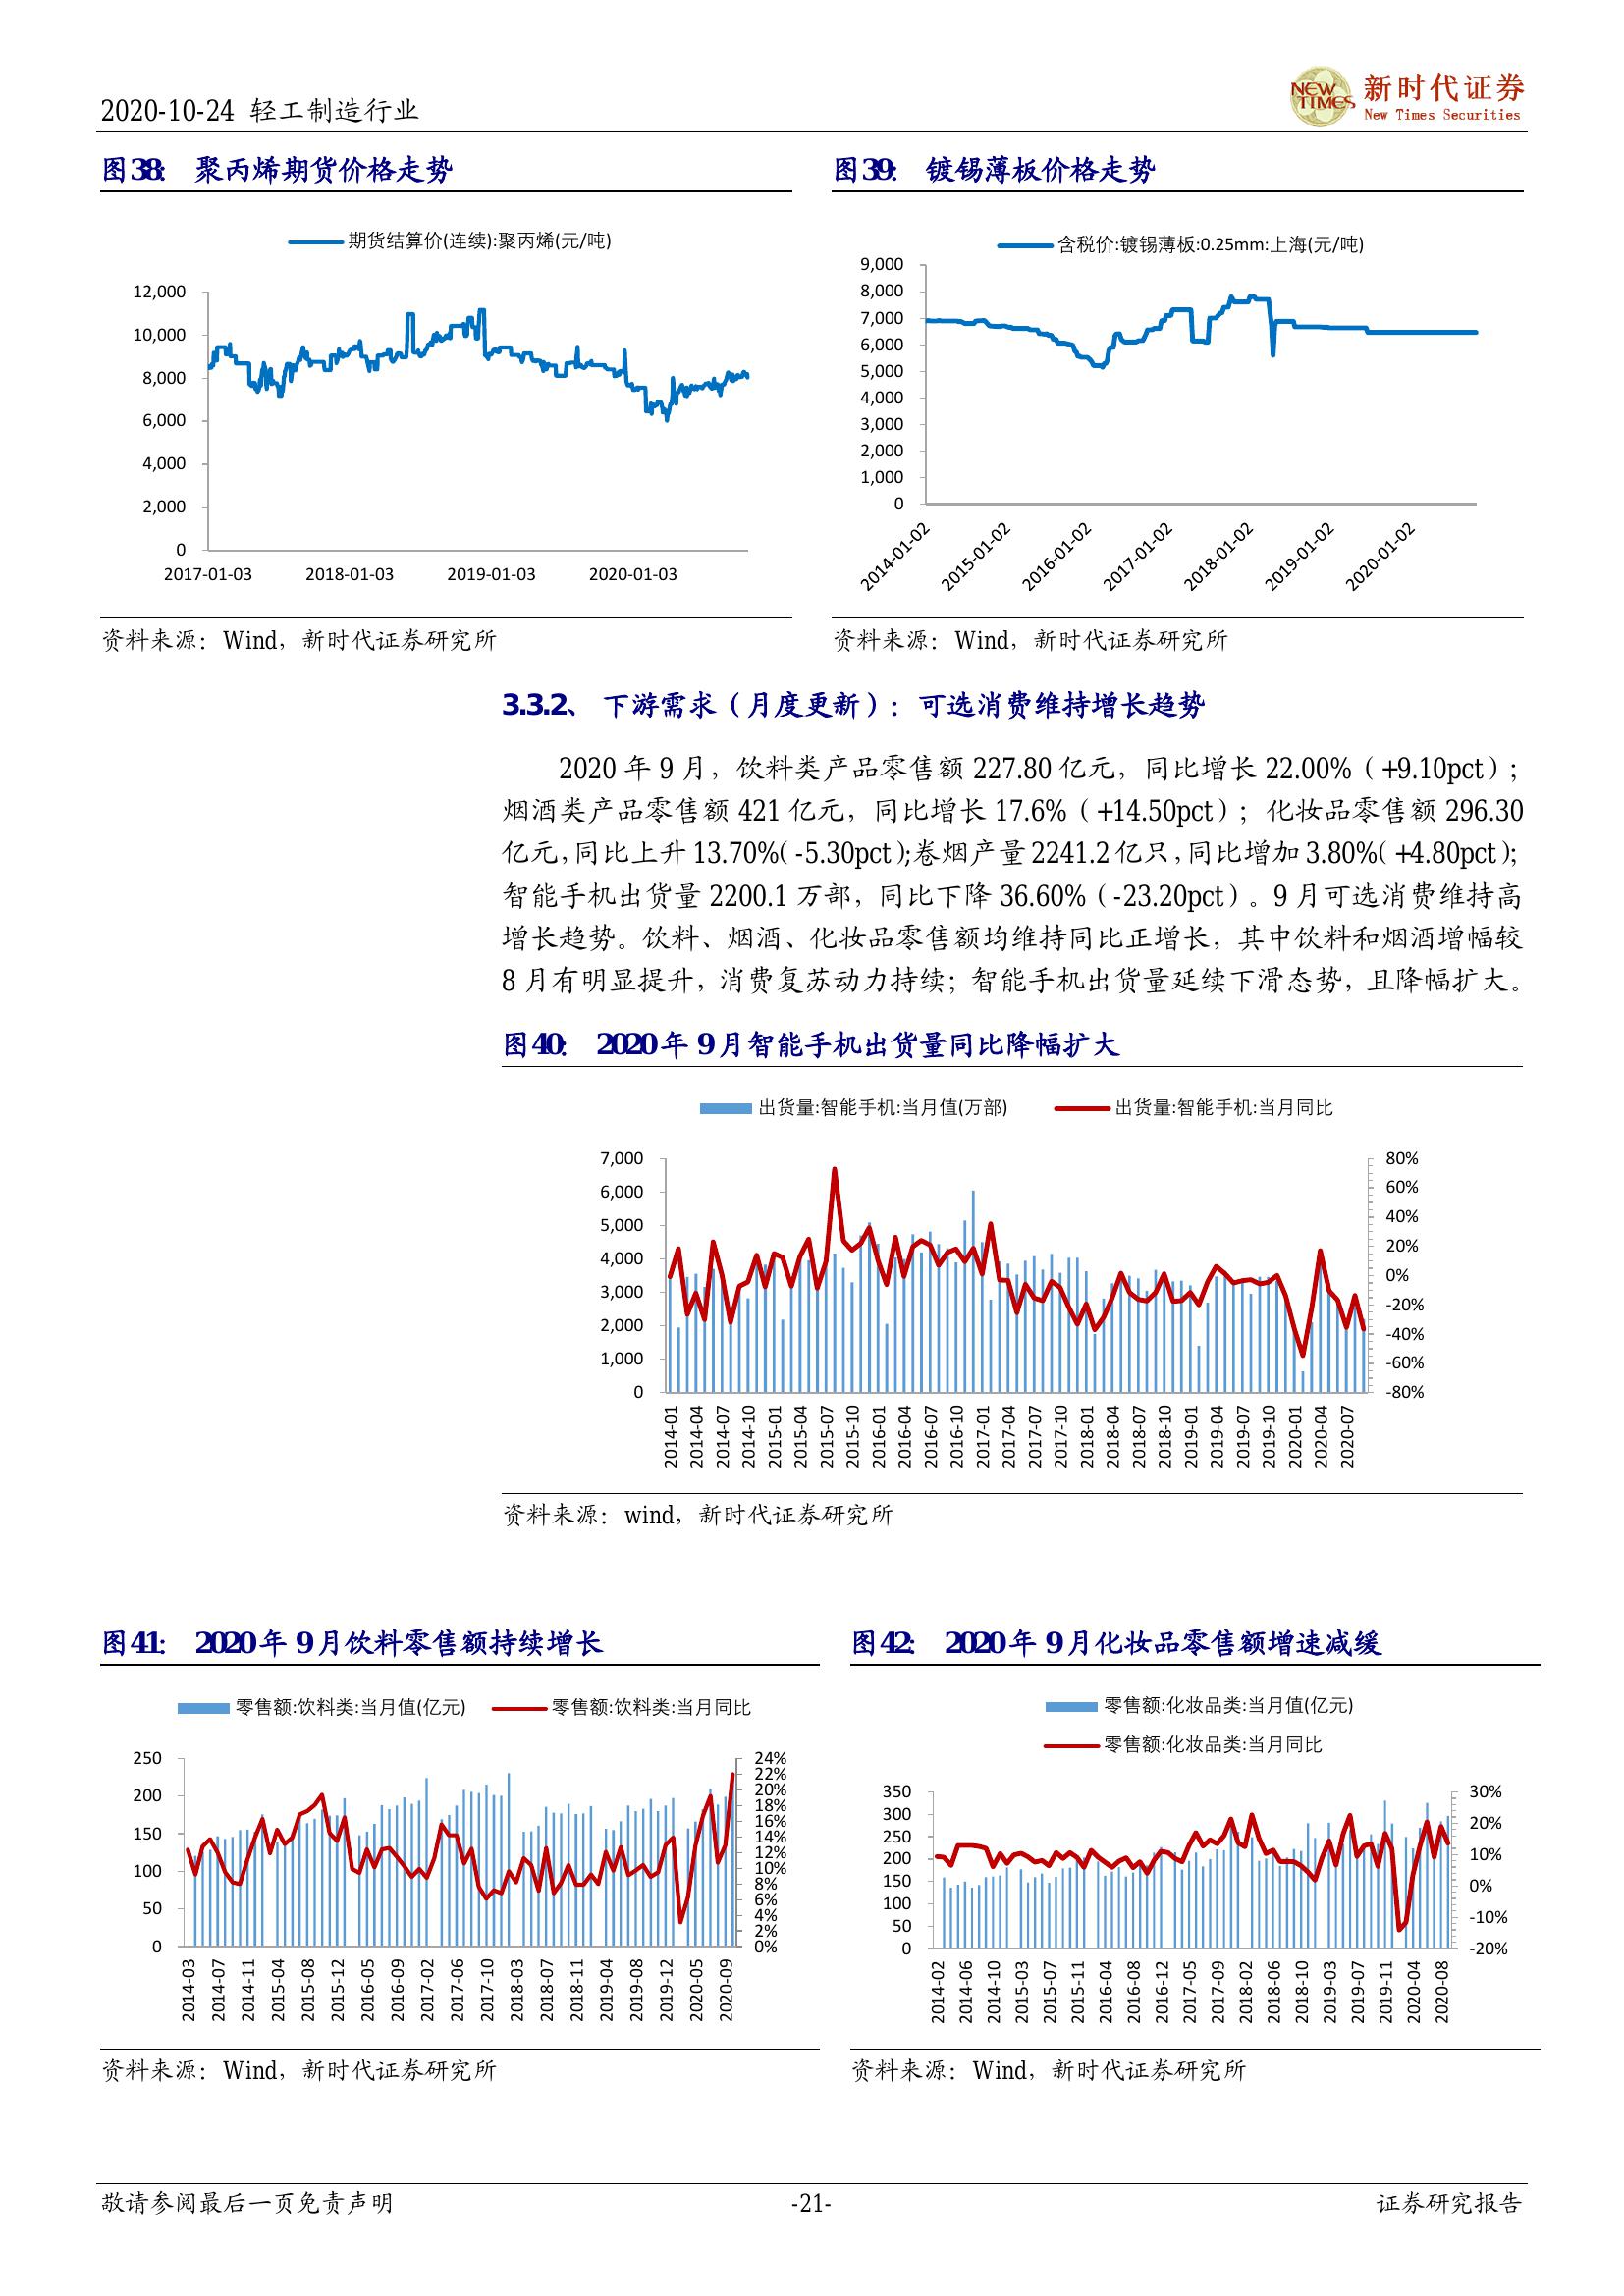 2020-10-24 轻工制造行业
NEW TIMES 新时代证券
New Times Securities
图38： 聚丙烯期货价格走势
期货结算价(连续):聚丙烯(元/吨)
12,000
10,000
8,000
6,000
4,000
2,000
0
2017-01-03 2018-01-03 2019-01-03 2020-01-03
资料来源：Wind，新时代证券研究所
图39： 镀锡薄板价格走势
含税价:镀锡薄板:0.25mm:上海(元/吨)
9,000
8,000
7,000
6,000
5,000
4,000
3,000
2,000
1,000
0
2014-01-02 2015-01-02 2016-01-02 2017-01-02 2018-01-02 2019-01-02 2020-01-02
资料来源：Wind，新时代证券研究所
3.3.2、 下游需求（月度更新）：可选消费维持增长趋势
2020 年 9 月，饮料类产品零售额 227.80 亿元，同比增长 22.00%（+9.10pct）；
烟酒类产品零售额 421 亿元，同比增长 17.6%（+14.50pct）；化妆品零售额 296.30
亿元，同比上升 13.70%（-5.30pct）；卷烟产量 2241.2 亿只，同比增加 3.80%（+4.80pct）；
智能手机出货量 2200.1 万部，同比下降 36.60%（-23.20pct）。9 月可选消费维持高
增长趋势。饮料、烟酒、化妆品零售额均维持同比正增长，其中饮料和烟酒增幅较
8 月有明显提升，消费复苏动力持续；智能手机出货量延续下滑态势，且降幅扩大。
图40： 2020 年 9 月智能手机出货量同比降幅扩大
出货量:智能手机:当月值(万部) 出货量:智能手机:当月同比
7,000
6,000
5,000
4,000
3,000
2,000
1,000
0
80%
60%
40%
20%
0%
-20%
-40%
-60%
-80%
2014-01 2014-04 2014-07 2014-10 2015-01 2015-04 2015-07 2015-10 2016-01 2016-04 2016-07 2016-10 2017-01 2017-04 2017-07 2017-10 2018-01 2018-04 2018-07 2018-10 2019-01 2019-04 2019-07 2019-10 2020-01 2020-04 2020-07
资料来源：wind，新时代证券研究所
图41： 2020 年 9 月饮料零售额持续增长
零售额:饮料类:当月值(亿元) 零售额:饮料类:当月同比
250
200
150
100
50
0
24%
22%
20%
18%
16%
14%
12%
10%
8%
6%
4%
2%
0%
2014-03 2014-07 2014-11 2015-04 2015-08 2015-12 2016-05 2016-09 2017-02 2017-06 2017-10 2018-03 2018-07 2018-11 2019-04 2019-08 2019-12 2020-05 2020-09
资料来源：Wind，新时代证券研究所
图42： 2020 年 9 月化妆品零售额增速减缓
零售额:化妆品类:当月值(亿元)
零售额:化妆品类:当月同比
350
300
250
200
150
100
50
0
30%
20%
10%
0%
-10%
-20%
2014-02 2014-06 2014-10 2015-03 2015-07 2015-11 2016-04 2016-08 2016-12 2017-05 2017-09 2018-02 2018-06 2018-10 2019-03 2019-07 2019-11 2020-04 2020-08
资料来源：Wind，新时代证券研究所
敬请参阅最后一页免责声明
-21-
证券研究报告